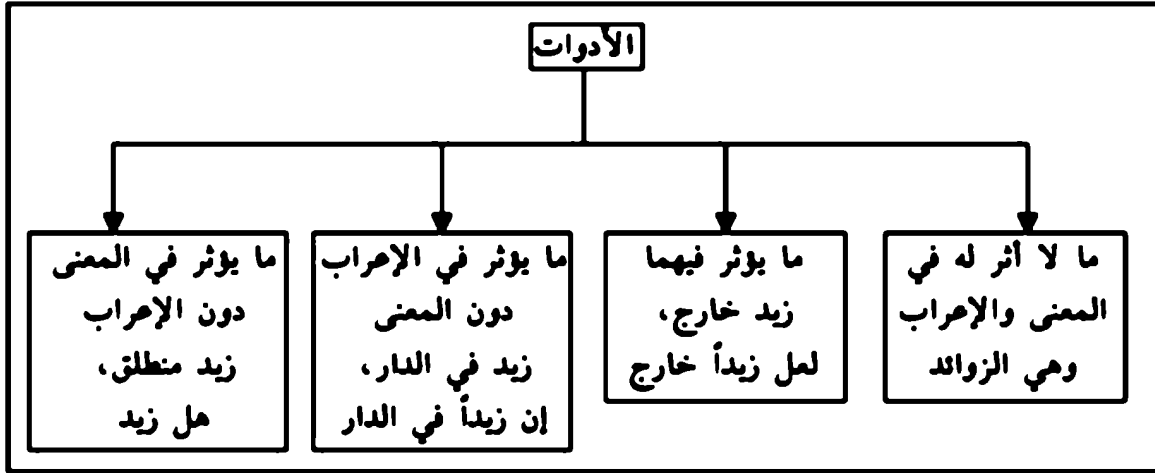 الأدوات
ما لا أثر له في
المعنى والإعراب
وهي الزوائد
ما يؤثر فيهما
زيد خارج،
لعل زيداً خارج
ما يؤثر في الإعراب
دون المعنى
زيد في الدار،
إن زيداً في الدار
ما يؤثر في المعنى
دون الإعراب
زيد منطلق،
هل زيد